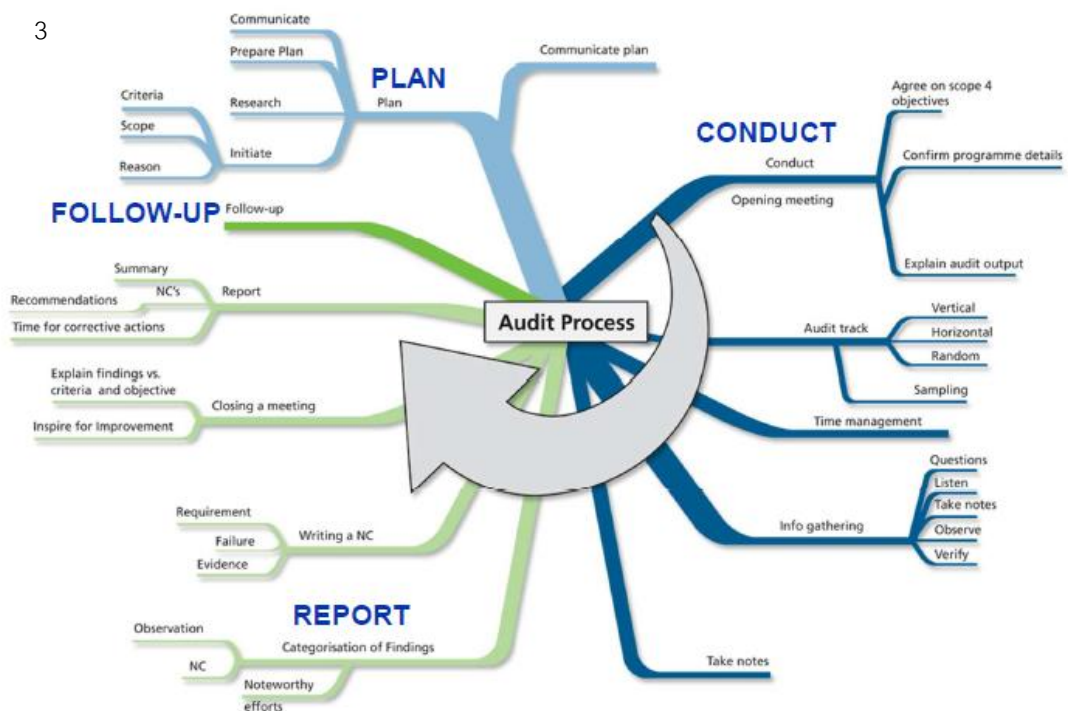 3
Communicate
Prepare Plan
Research
Initiate
Criteria
Scope
Reason
PLAN
Plan
Communicate plan
CONDUCT
Conduct
Opening meeting
Agree on scope 4
objectives
Confirm programme details
Explain audit output
Audit Process
Audit track
Vertical
Horizontal
Random
Sampling
Time management
Info gathering
Questions
Listen
Take notes
Observe
Verify
Take notes
REPORT
Categorisation of Findings
Observation
NC
Noteworthy
efforts
Writing a NC
Requirement
Failure
Evidence
Closing a meeting
Explain findings vs.
criteria and objective
Inspire for Improvement
Report
Summary
NC's
Recommendations
Time for corrective actions
FOLLOW-UP
Follow-up